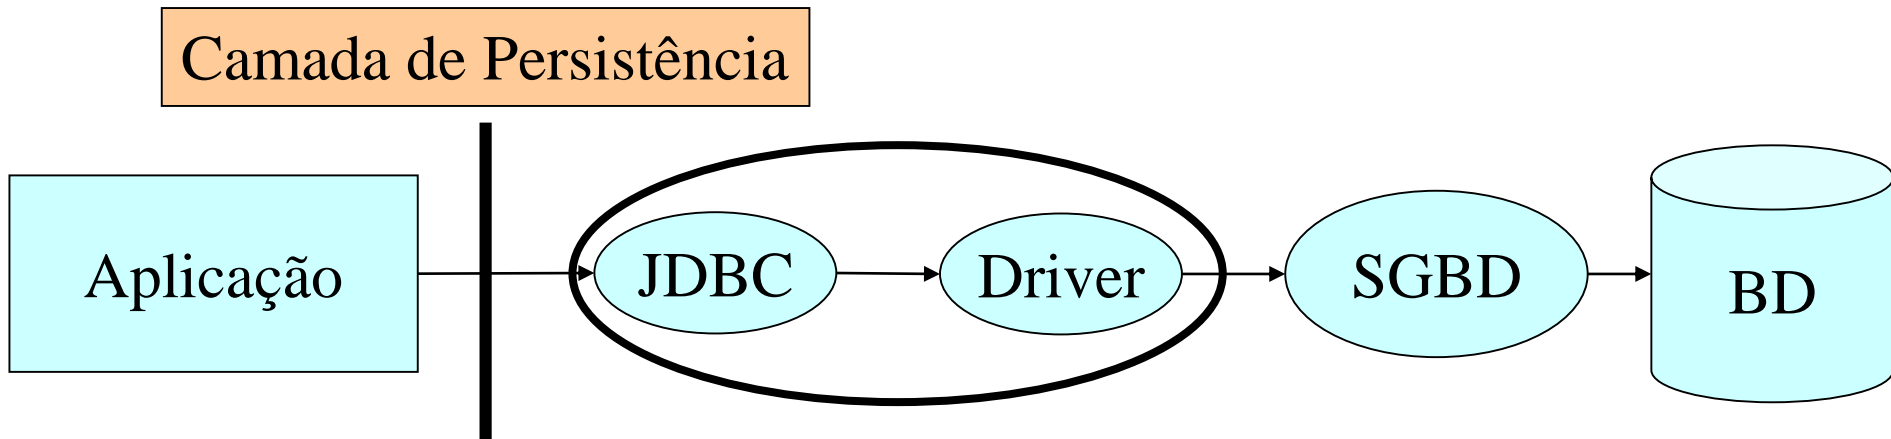 Camada de Persistência
Aplicação
JDBC
Driver
SGBD
BD